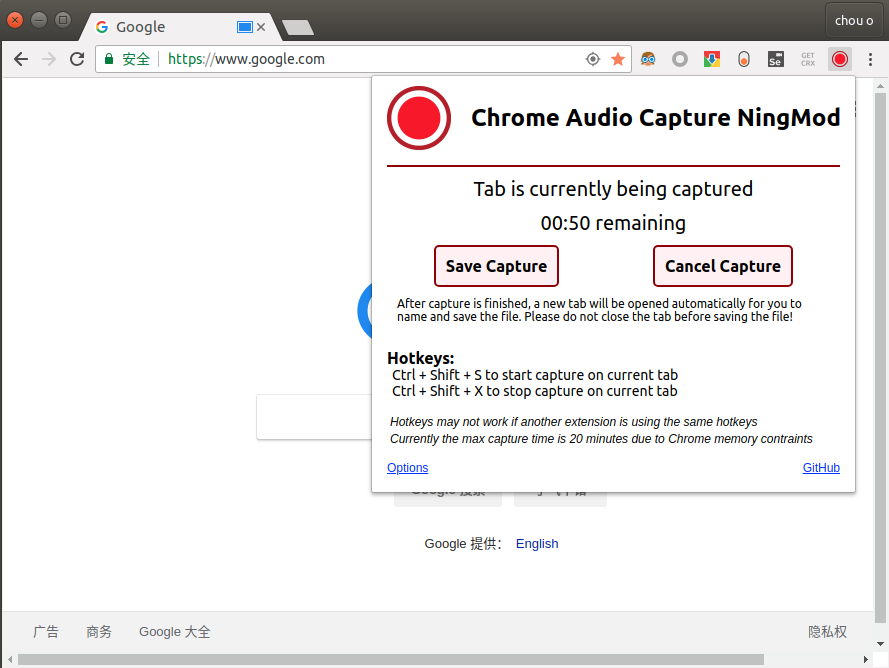 Google
chou o
安全
https://www.google.com
Se
GET
CRX
Chrome Audio Capture NingMod
Tab is currently being captured
00:50 remaining
Save Capture
Cancel Capture
After capture is finished, a new tab will be opened automatically for you to
name and save the file. Please do not close the tab before saving the file!
Hotkeys:
Ctrl + Shift + S to start capture on current tab
Ctrl + Shift + X to stop capture on current tab
Hotkeys may not work if another extension is using the same hotkeys
Currently the max capture time is 20 minutes due to Chrome memory contraints
Options
GitHub
Google 提供： English
广告
商务
Google 大全
隐私权